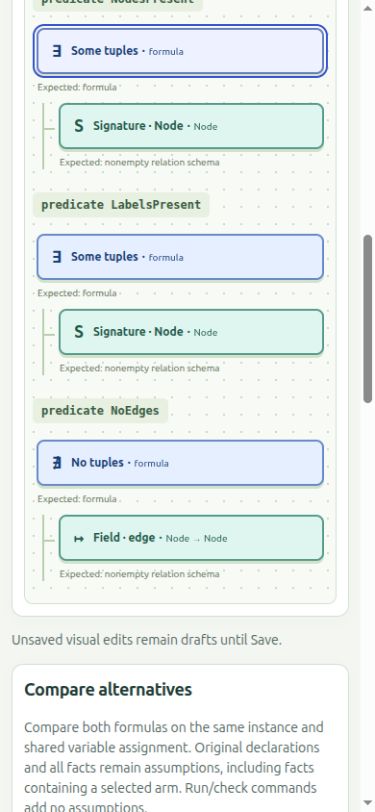 predicate NodesPresent
∃ Some tuples · formula
Expected: formula
S Signature · Node · Node
Expected: nonempty relation schema
predicate LabelsPresent
∃ Some tuples · formula
Expected: formula
S Signature · Node · Node
Expected: nonempty relation schema
predicate NoEdges
∄ No tuples · formula
Expected: formula
↦ Field · edge · Node → Node
Expected: nonempty relation schema
Unsaved visual edits remain drafts until Save.
Compare alternatives
Compare both formulas on the same instance and
shared variable assignment. Original declarations
and all facts remain assumptions, including facts
containing a selected arm. Run/check commands
add no assumptions.